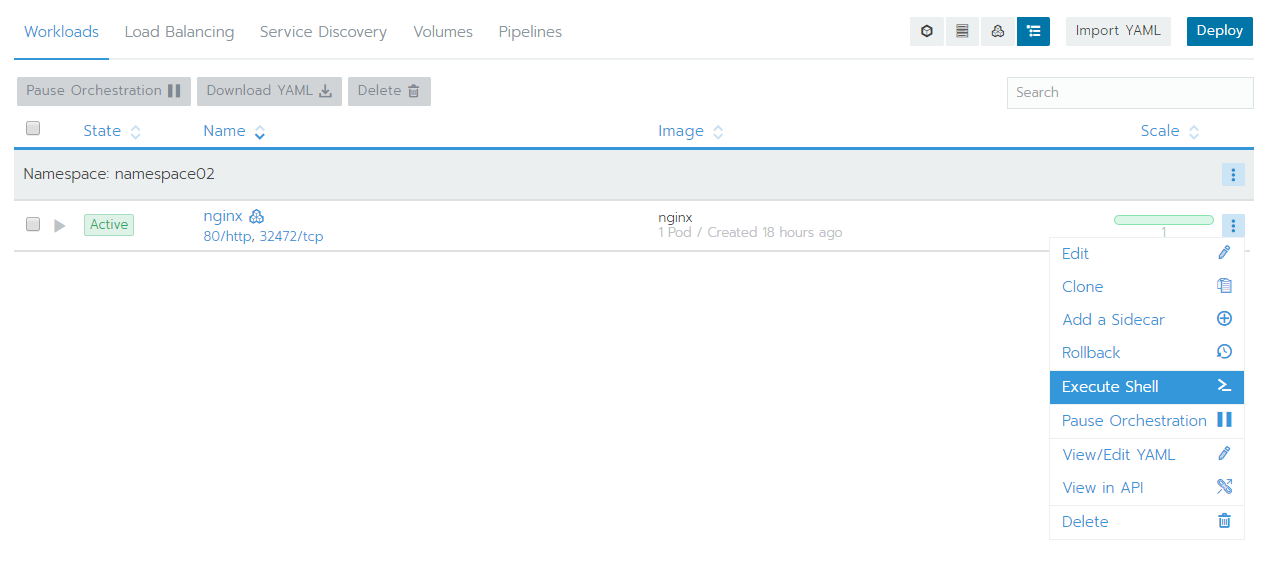 Workloads Load Balancing Service Discovery Volumes Pipelines Import YAML Deploy
Pause Orchestration Download YAML Delete Search
State Name Image Scale
Namespace: namespace02
Active nginx nginx
80/http, 32472/tcp 1 Pod / Created 18 hours ago 1
Edit
Clone
Add a Sidecar
Rollback
Execute Shell
Pause Orchestration
View/Edit YAML
View in API
Delete